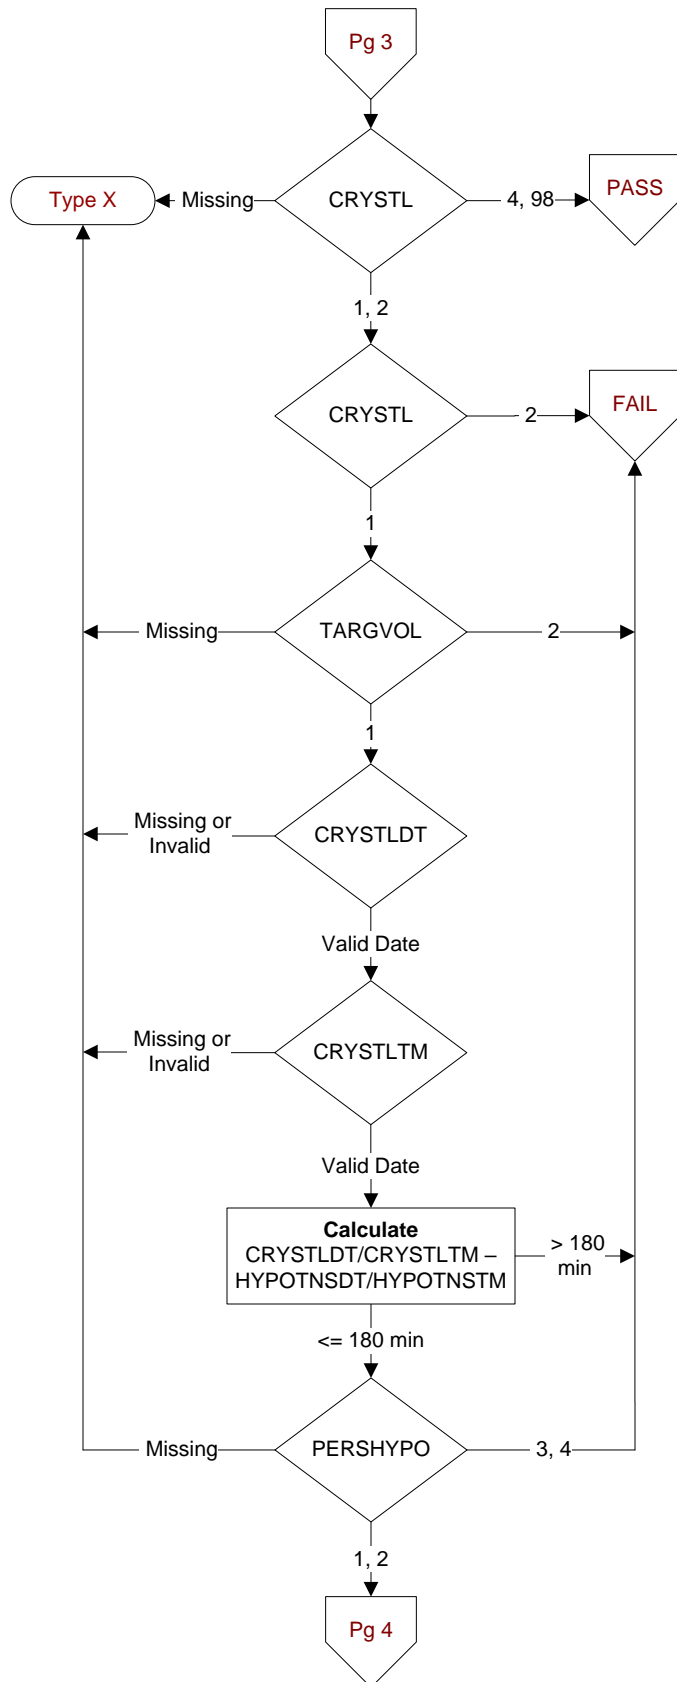 Pg 3
Type X
Missing
CRYSTL
4, 98
PASS
1, 2
CRYSTL
2
FAIL
1
Missing
TARGVOL
2
1
Missing or
Invalid
CRYSTLDT
Valid Date
Missing or
Invalid
CRYSTLTM
Valid Date
Calculate
CRYSTLDT/CRYSTLTM –
HYPOTNSDT/HYPOTNSTM
> 180
min
<= 180 min
Missing
PERSHYPO
3, 4
1, 2
Pg 4